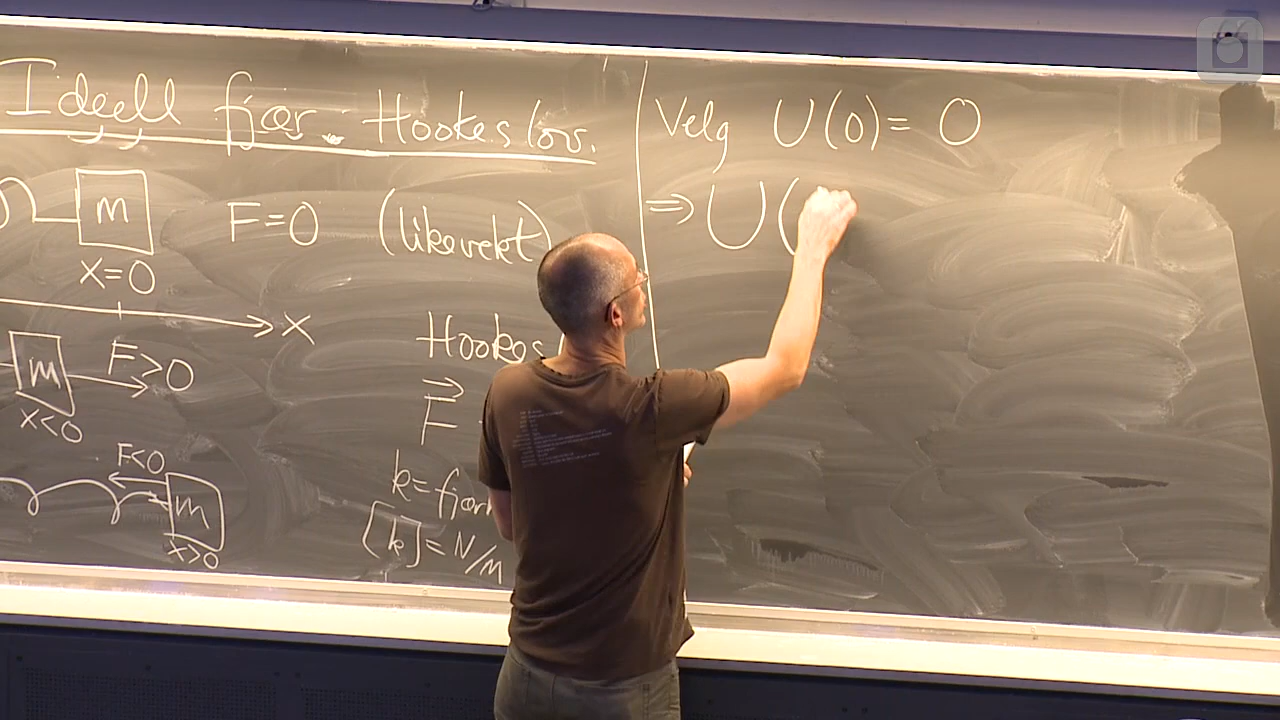 Ideell fjær. Hookes lov.
m
F=0 (likevekt)
x=0
x
Hookes
m
F>0
x<0
F
F<0
m
x>0
k=fjær
[k]=N/m
Velg U(0)= 0
⇒ U(